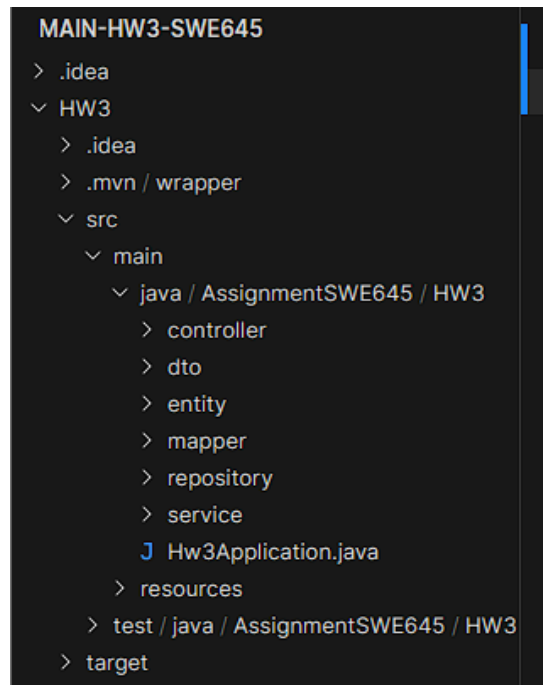 MAIN-HW3-SWE645
.idea
HW3
.idea
.mvn / wrapper
src
main
java / AssignmentSWE645 / HW3
controller
dto
entity
mapper
repository
service
J Hw3Application.java
resources
test / java / AssignmentSWE645 / HW3
target